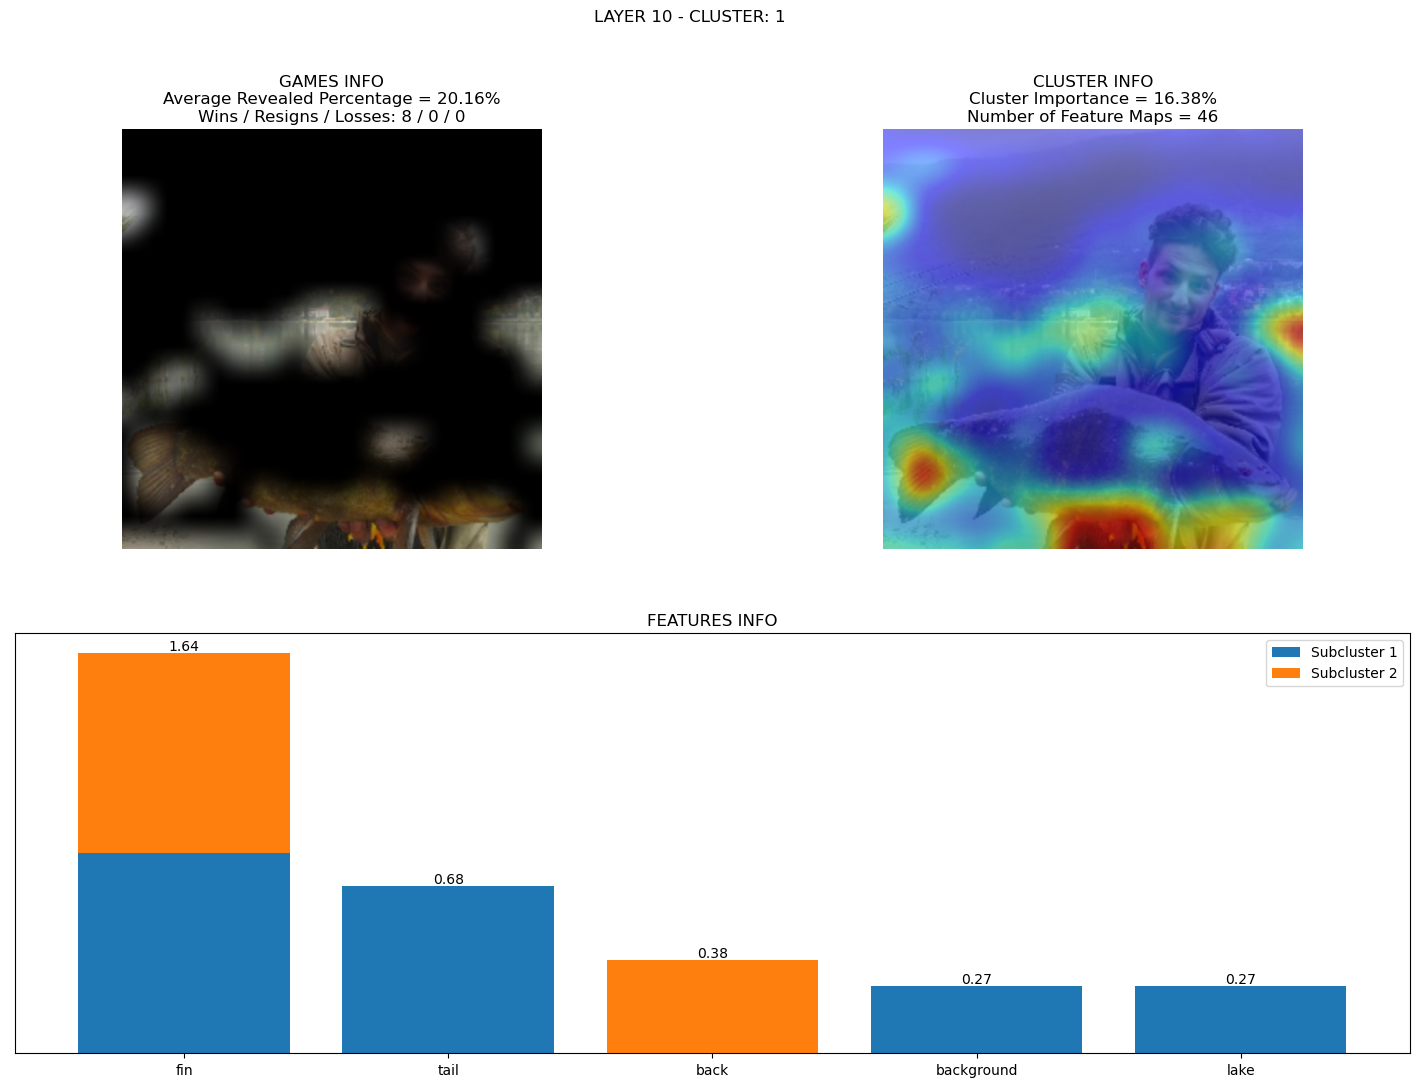 LAYER 10 - CLUSTER: 1
GAMES INFO
Average Revealed Percentage = 20.16%
Wins / Resigns / Losses: 8 / 0 / 0
CLUSTER INFO
Cluster Importance = 16.38%
Number of Feature Maps = 46
FEATURES INFO
1.64
0.68
0.38
0.27
0.27
Subcluster 1
Subcluster 2
fin
tail
back
background
lake